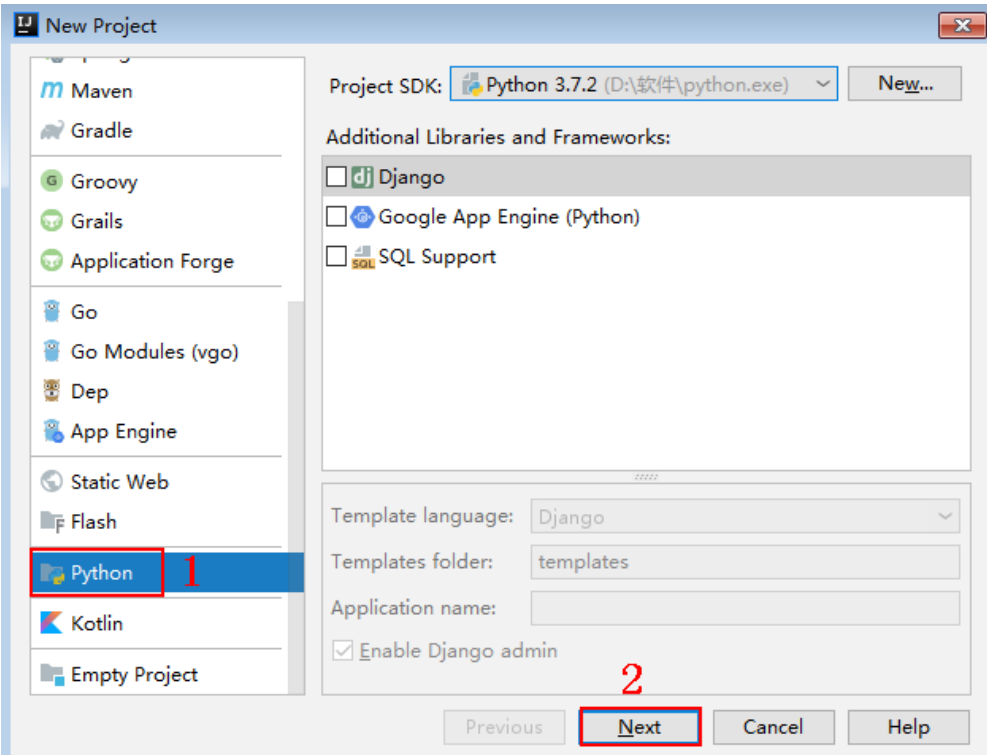 New Project
Maven
Gradle
Groovy
Grails
Application Forge
Go
Go Modules (vgo)
Dep
App Engine
Static Web
Flash
Python 1
Kotlin
Empty Project
Project SDK: Python 3.7.2 (D:\软件\python.exe) New...
Additional Libraries and Frameworks:
dj Django
Google App Engine (Python)
SQL SQL Support
Template language: Django
Templates folder: templates
Application name:
Enable Django admin
2
Previous Next Cancel Help